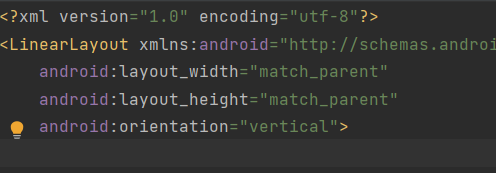 <?xml version="1.0" encoding="utf-8"?>
<LinearLayout xmlns:android="http://schemas.androi
android:layout_width="match_parent"
android:layout_height="match_parent"
android:orientation="vertical">